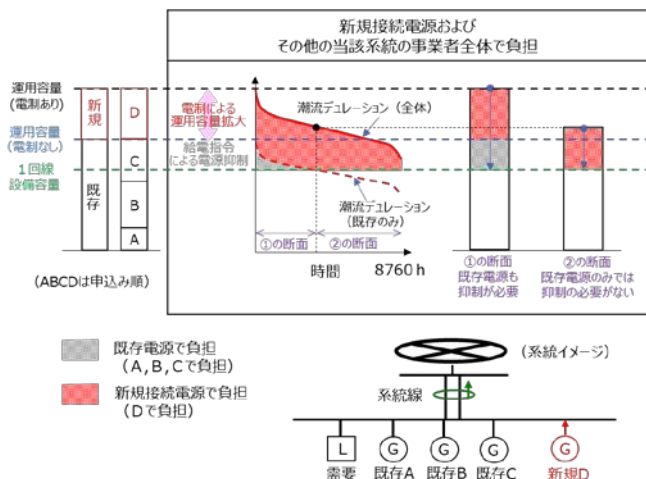 新規接続電源および
その他の当該系統の事業者全体で負担
運用容量
(電制あり)
運用容量
(電制なし)
1回線
設備容量
新規
既存
D
C
B
A
(ABCDは申込み順)
電制による
運用容量拡大
給電指令
による電源抑制
潮流デュレーション(全体)
潮流デュレーション
(既存のみ)
①の断面
②の断面
時間
8760 h
①の断面
既存電源も
抑制が必要
②の断面
既存電源のみでは
抑制の必要がない
既存電源で負担
(A,B,Cで負担)
新規接続電源で負担
(Dで負担)
(系統イメージ)
系統線
L
G
G
G
G
需要
既存A
既存B
既存C
新規D